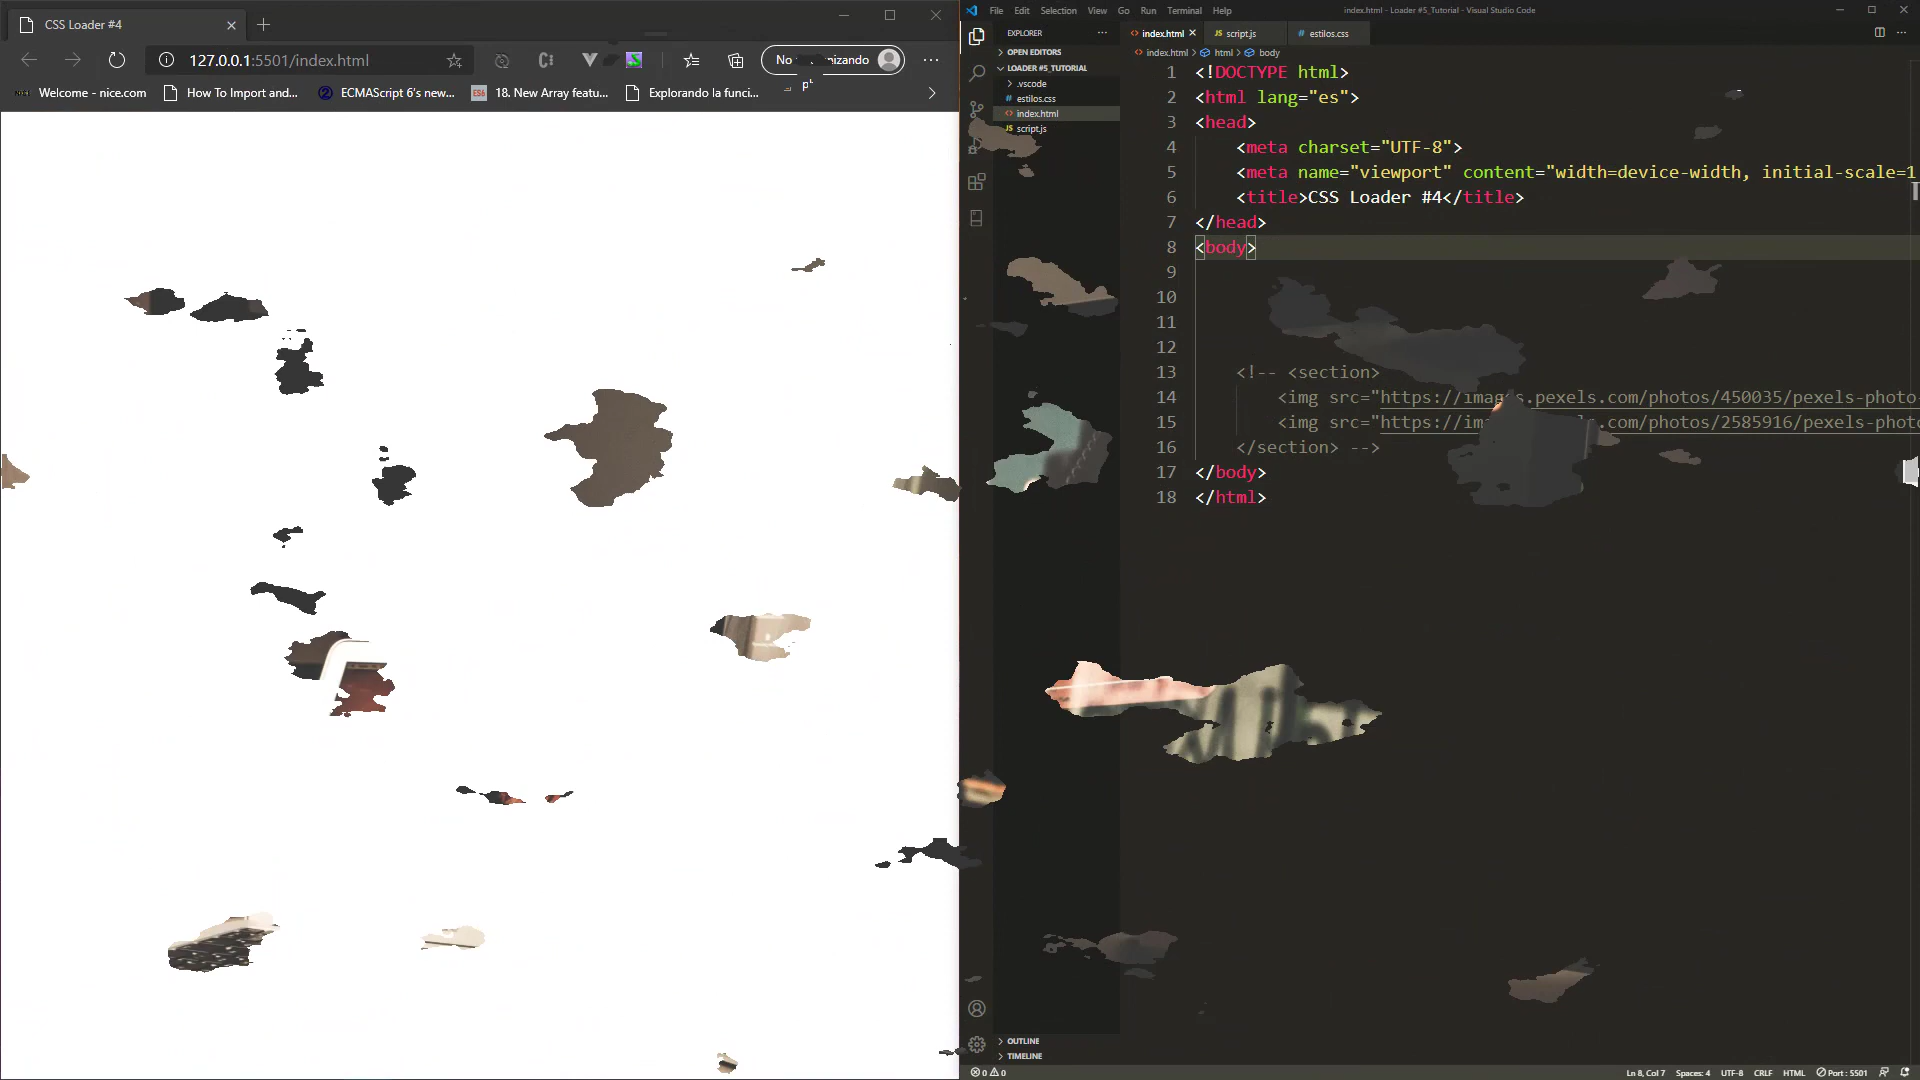 CSS Loader #4
127.0.0.1:5501/index.html
No
nizando
Welcome - nice.com
How To Import and...
ECMAScript 6's new...
18. New Array featu...
Explorando la funci...
File Edit Selection View Go Run Terminal Help
index.html - Loader #5_Tutorial - Visual Studio Code
EXPLORER
OPEN EDITORS
LOADER #5_TUTORIAL
.vscode
estilos.css
index.html
script.js
index.html
script.js
estilos.css
index.html > html > body
1 <!DOCTYPE html>
2 <html lang="es">
3 <head>
4 <meta charset="UTF-8">
5 <meta name="viewport" content="width=device-width, initial-scale=1
6 <title>CSS Loader #4</title>
7 </head>
8 <body>
9
10
11
12
13 <!-- <section>
14 <img src="https://images.pexels.com/photos/450035/pexels-photo
15 <img src="https://im .com/photos/2585916/pexels-phot
16 </section> -->
17 </body>
18 </html>
OUTLINE
TIMELINE
0 0
Ln 8, Col 7 Spaces: 4 UTF-8 CRLF HTML Port : 5501